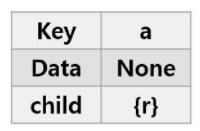 Key a
Data None
child {r}